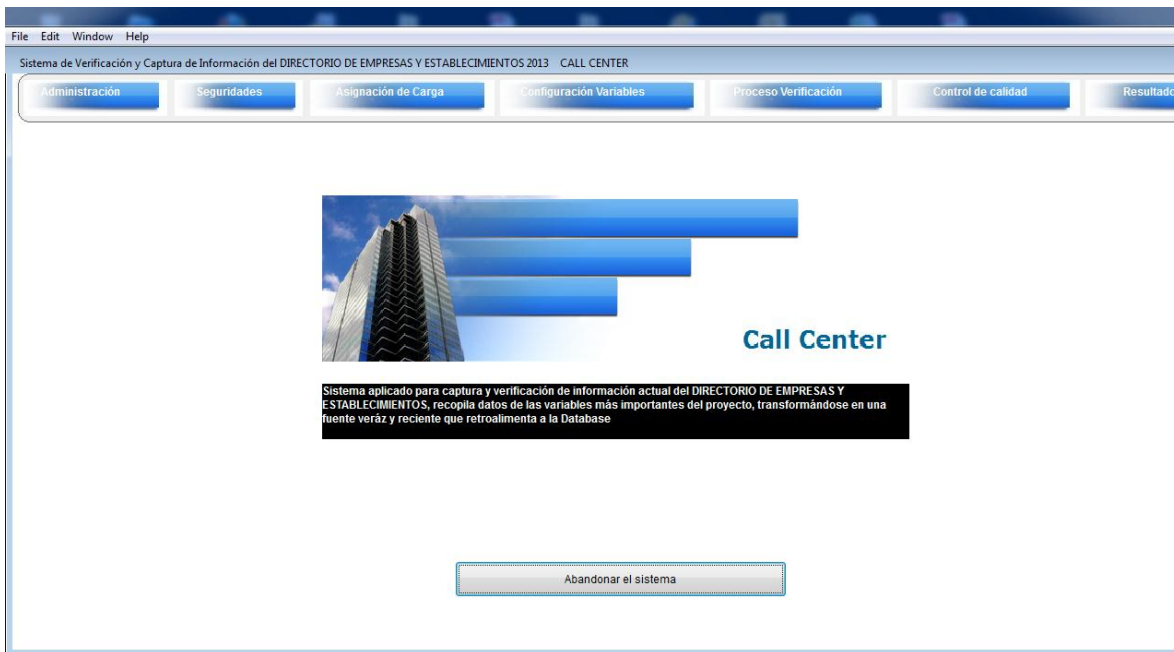 File Edit Window Help
Sistema de Verificación y Captura de Información del DIRECTORIO DE EMPRESAS Y ESTABLECIMIENTOS 2013 CALL CENTER
Administración Seguridades Asignación de Carga Configuración Variables Proceso Verificación Control de calidad Resultado
Call Center
Sistema aplicado para captura y verificación de información actual del DIRECTORIO DE EMPRESAS Y
ESTABLECIMIENTOS, recopila datos de las variables más importantes del proyecto, transformándose en una
fuente veráz y reciente que retroalimenta a la Database
Abandonar el sistema